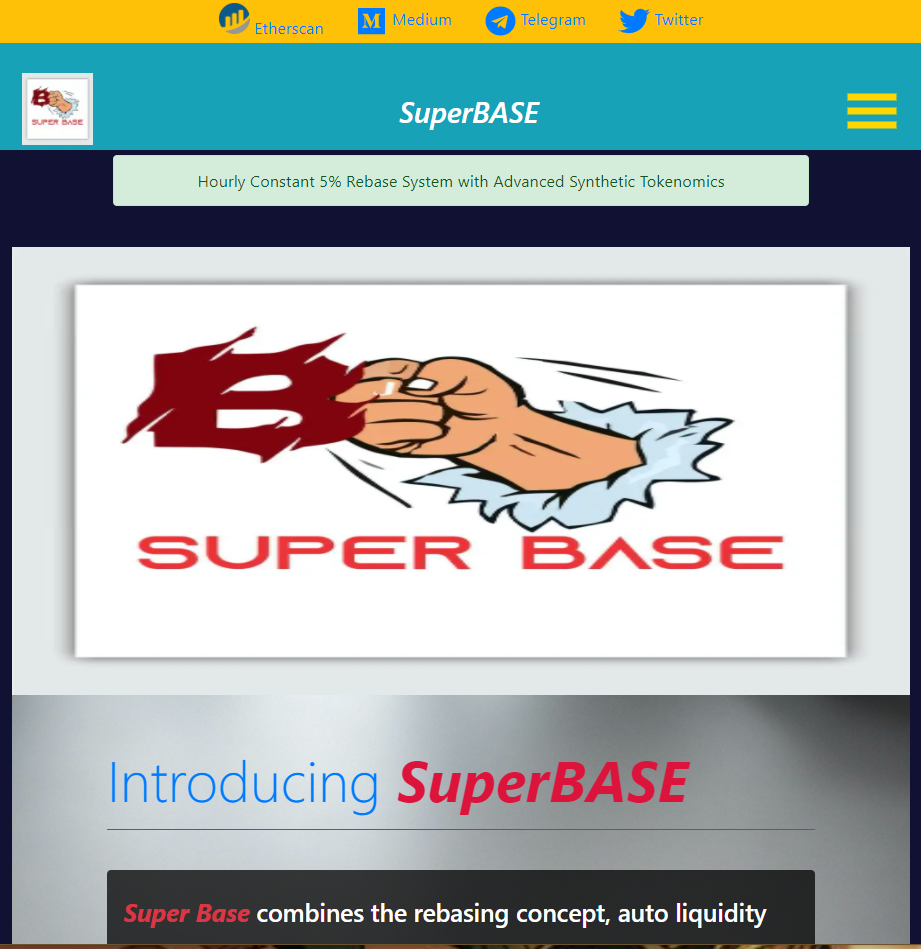 Etherscan
Medium
Telegram
Twitter
B
SUPER BASE
SuperBASE
Hourly Constant 5% Rebase System with Advanced Synthetic Tokenomics
B
SUPER BASE
Introducing SuperBASE
Super Base combines the rebasing concept, auto liquidity